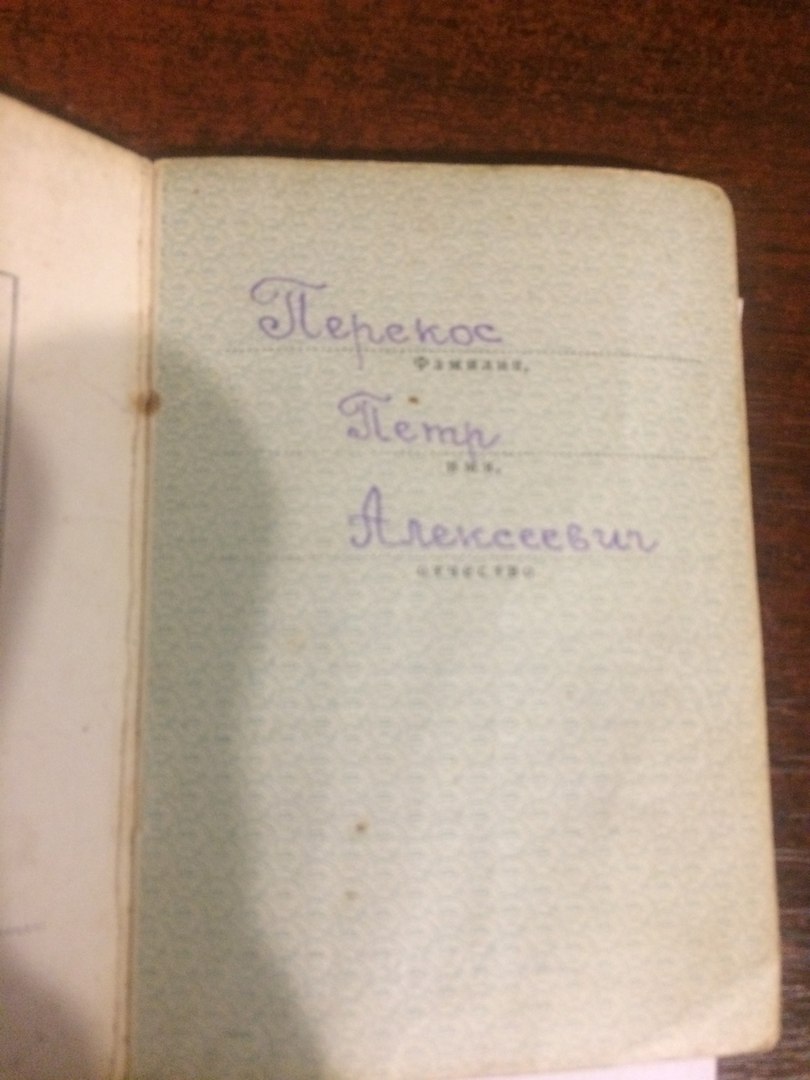 Перекос
Фамилия,
Петр
имя,
Алексеевич
отчество